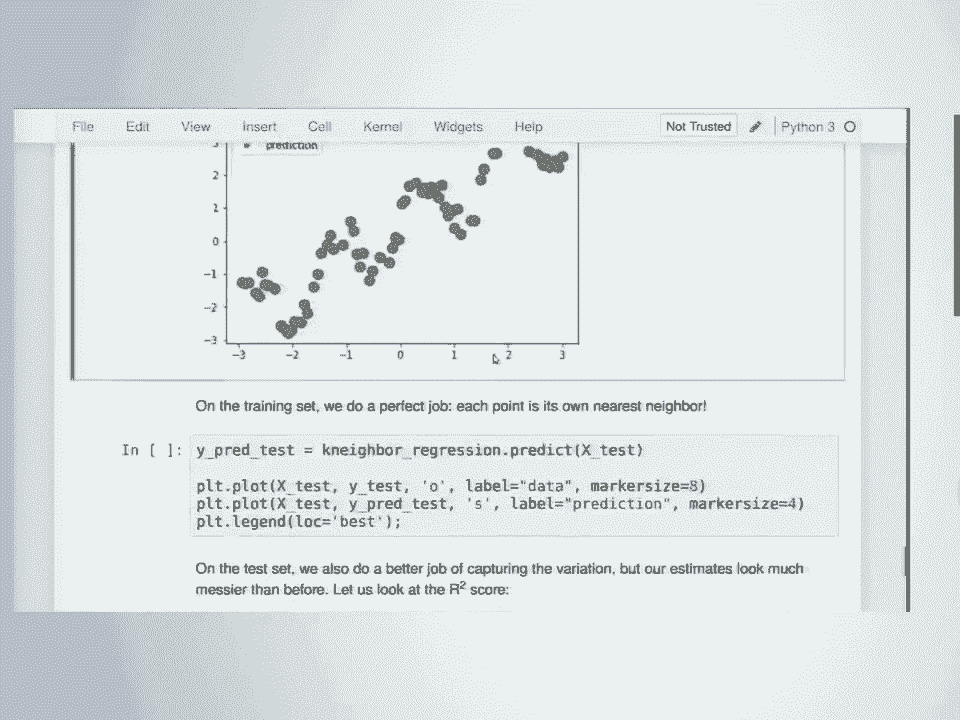 File Edit View Insert Cell Kernel Widgets Help Not Trusted Python 3
3
prediction
2
1
0
−1
−2
−3
−3 −2 −1 0 1 2 3
On the training set, we do a perfect job: each point is its own nearest neighbor!
In [ ]: y_pred_test = kneighbor_regression.predict(X_test)
plt.plot(X_test, y_test, 'o', label="data", markersize=8)
plt.plot(X_test, y_pred_test, 's', label="prediction", markersize=4)
plt.legend(loc='best');
On the test set, we also do a better job of capturing the variation, but our estimates look much
messier than before. Let us look at the R² score: